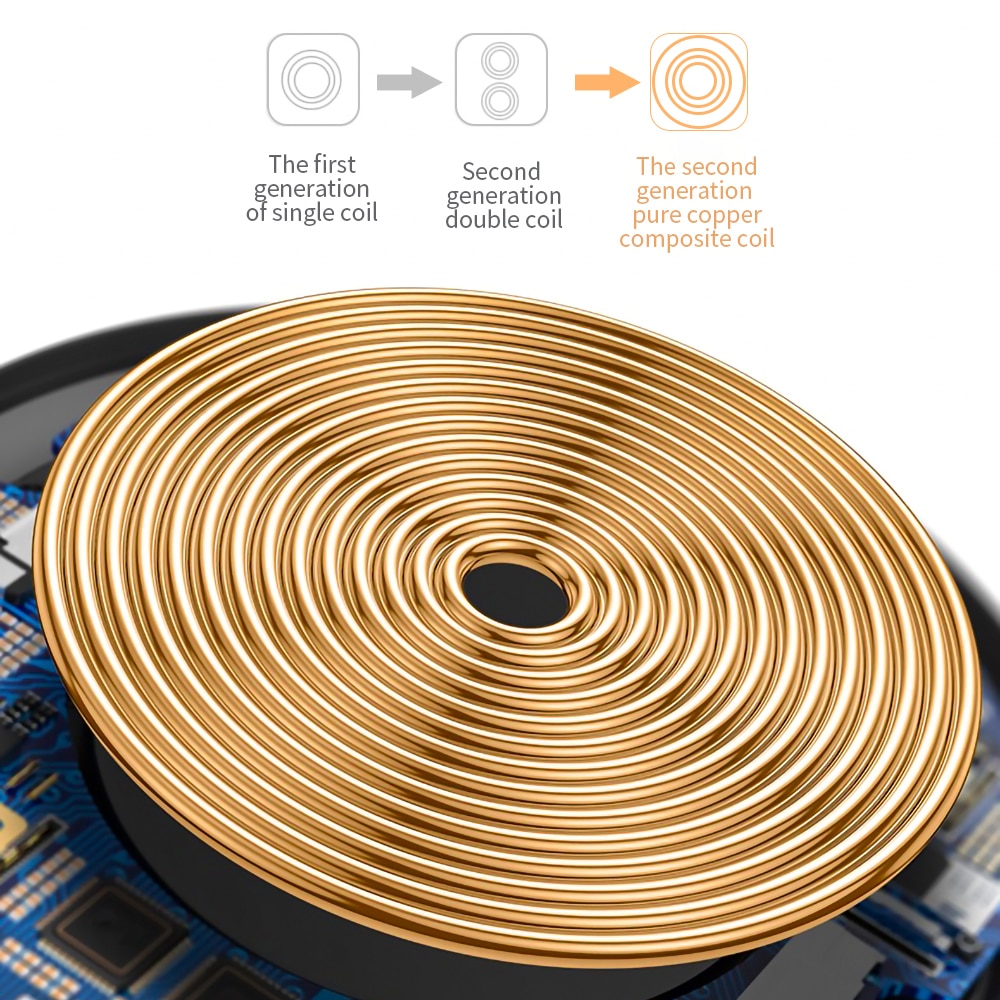 The first
generation
of single coil
Second
generation
double coil
The second
generation
pure copper
composite coil